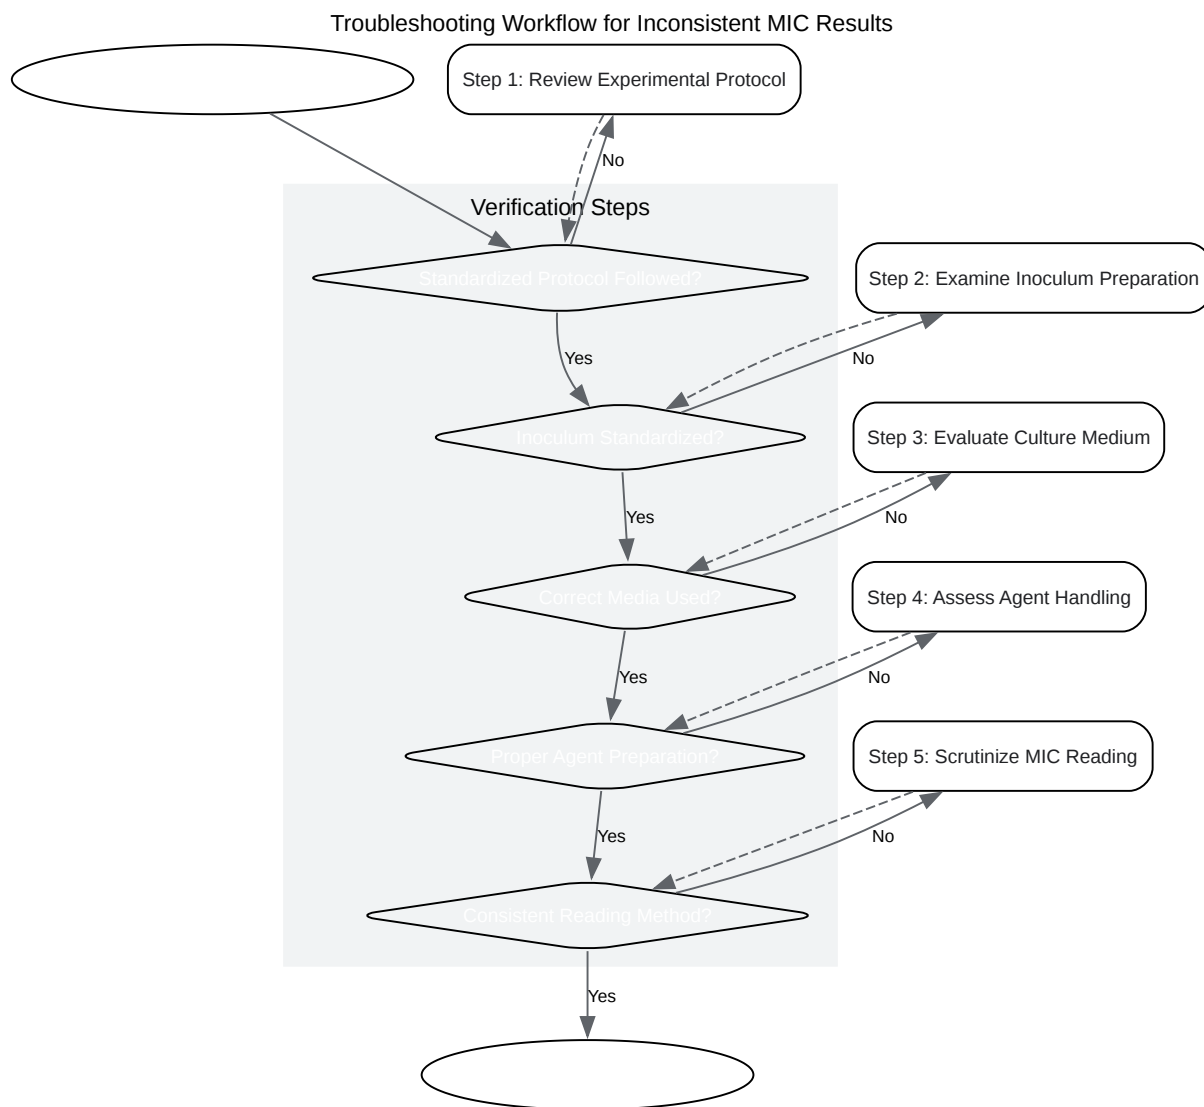 Troubleshooting Workflow for Inconsistent MIC Results
Step 1: Review Experimental Protocol
No
Verification Steps
Standardized Protocol Followed?
Step 2: Examine Inoculum Preparation
Yes
No
Inoculum Standardized?
Step 3: Evaluate Culture Medium
Yes
No
Correct Media Used?
Step 4: Assess Agent Handling
Yes
No
Proper Agent Preparation?
Step 5: Scrutinize MIC Reading
Yes
No
Consistent Reading Method?
Yes